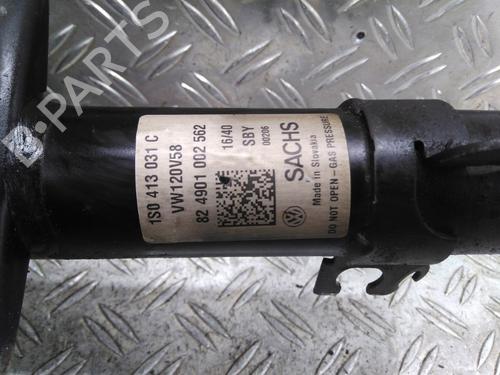 1S0 413 031 C
VW120V58
82 4901 002 562
16/40
SBY
00206
SACHS
Made in Slovakia
DO NOT OPEN - GAS PRESSURE
D-PARTS